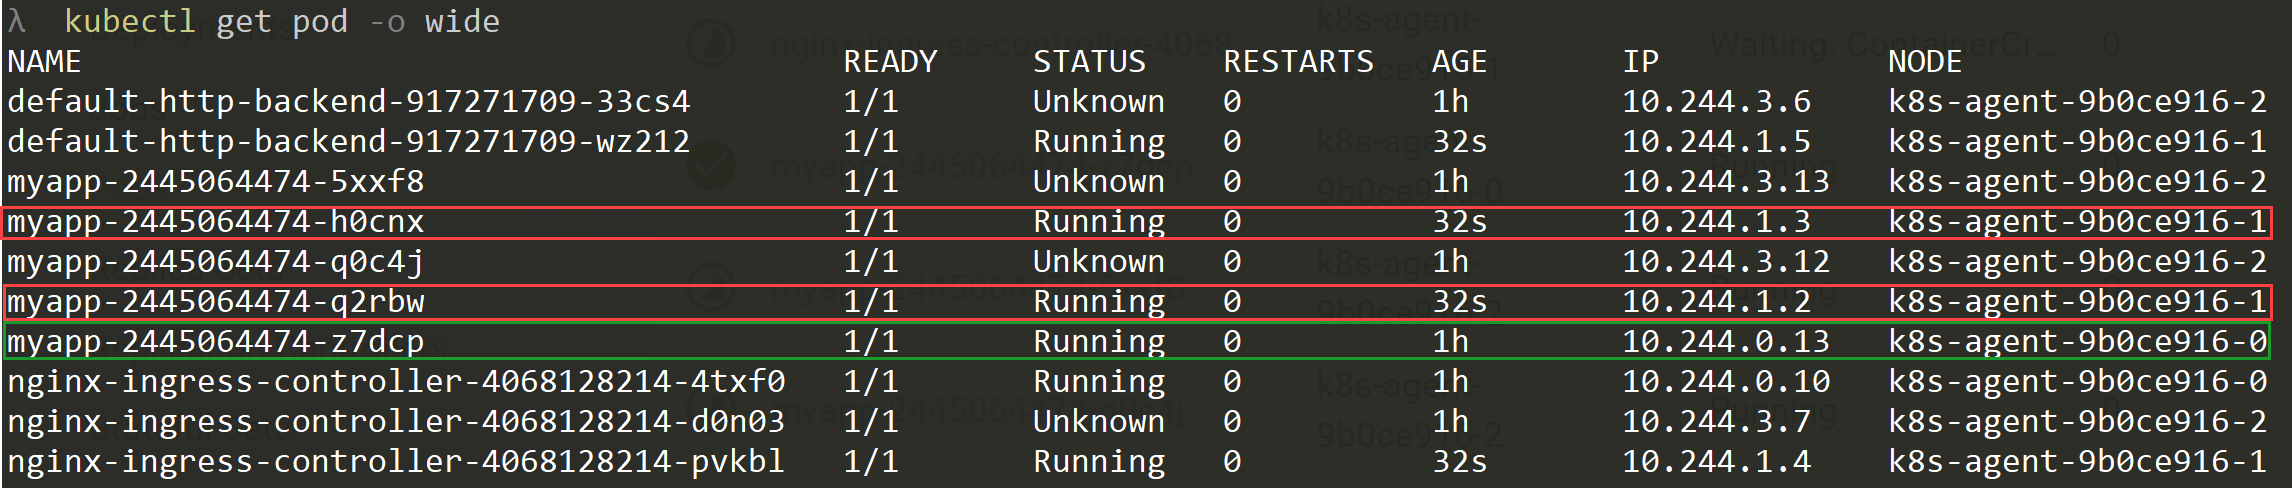 λ kubectl get pod -o wide
NAME READY STATUS RESTARTS AGE IP NODE
default-http-backend-917271709-33cs4 1/1 Unknown 0 1h 10.244.3.6 k8s-agent-9b0ce916-2
default-http-backend-917271709-wz212 1/1 Running 0 32s 10.244.1.5 k8s-agent-9b0ce916-1
myapp-2445064474-5xxf8 1/1 Unknown 0 1h 10.244.3.13 k8s-agent-9b0ce916-2
myapp-2445064474-h0cnx 1/1 Running 0 32s 10.244.1.3 k8s-agent-9b0ce916-1
myapp-2445064474-q0c4j 1/1 Unknown 0 1h 10.244.3.12 k8s-agent-9b0ce916-2
myapp-2445064474-q2rbw 1/1 Running 0 32s 10.244.1.2 k8s-agent-9b0ce916-1
myapp-2445064474-z7dcp 1/1 Running 0 1h 10.244.0.13 k8s-agent-9b0ce916-0
nginx-ingress-controller-4068128214-4txf0 1/1 Running 0 1h 10.244.0.10 k8s-agent-9b0ce916-0
nginx-ingress-controller-4068128214-d0n03 1/1 Unknown 0 1h 10.244.3.7 k8s-agent-9b0ce916-2
nginx-ingress-controller-4068128214-pvkbl 1/1 Running 0 32s 10.244.1.4 k8s-agent-9b0ce916-1